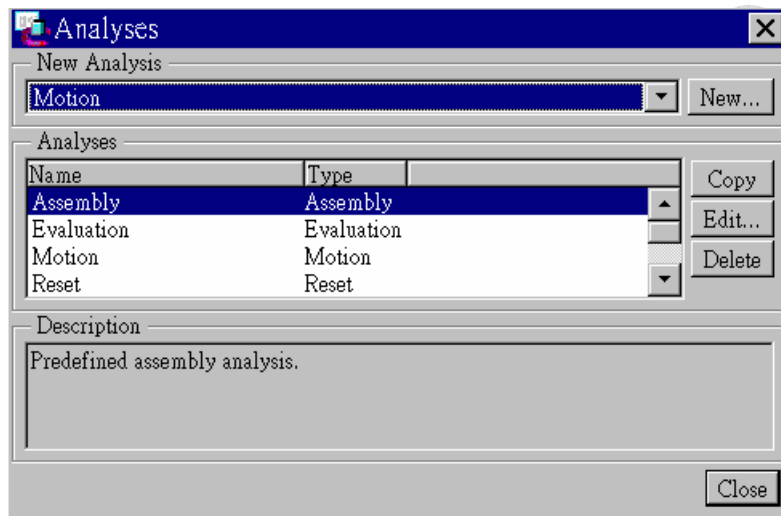 Analyses
New Analysis
Motion
New...
Analyses
Name Type
Assembly Assembly
Evaluation Evaluation
Motion Motion
Reset Reset
Copy
Edit...
Delete
Description
Predefined assembly analysis.
Close